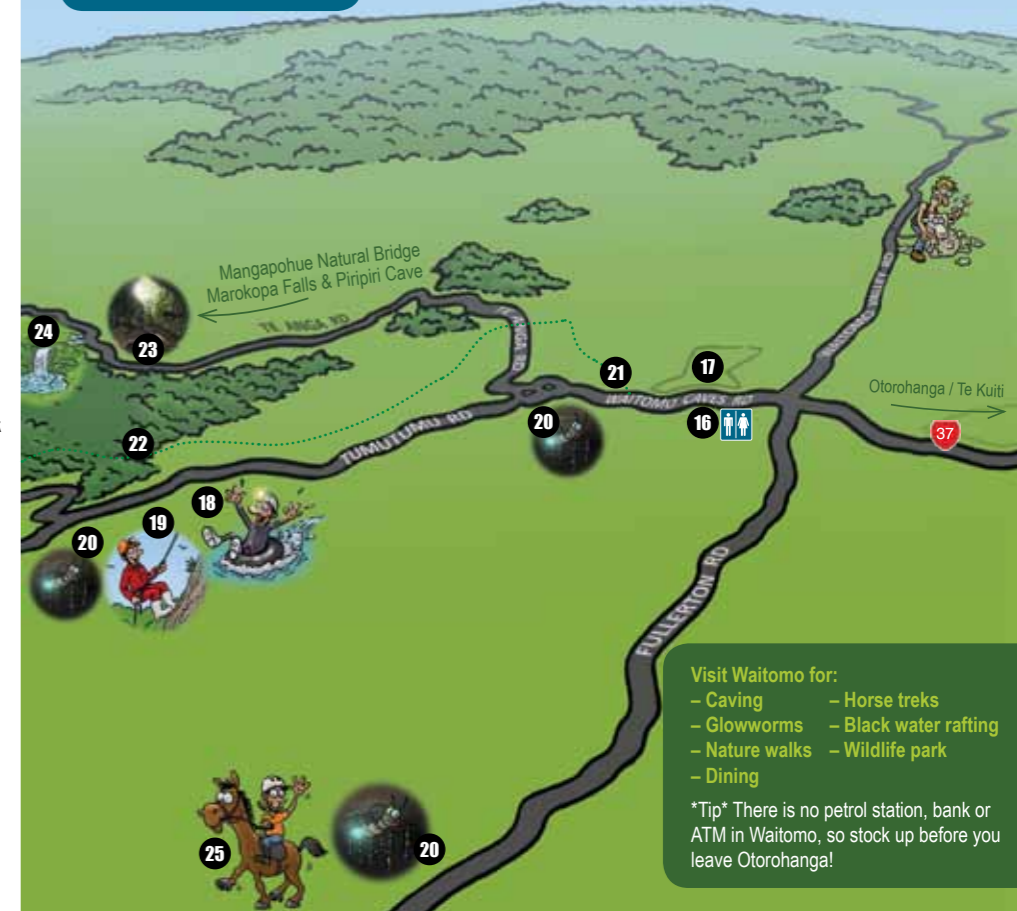 Mangapohue Natural Bridge
Marokopa Falls & Piripiri Cave
TE ANGA RD
24
23
TE ANGA RD
21
17
WAITOMO VALLEY RD
Otorohanga / Te Kuiti
WAITOMO CAVES RD
20
16
37
22
TUMUTUMU RD
18
19
20
FULLERTON RD
25
20
Visit Waitomo for:
– Caving
– Glowworms
– Nature walks
– Dining
– Horse treks
– Black water rafting
– Wildlife park
*Tip* There is no petrol station, bank or
ATM in Waitomo, so stock up before you
leave Otorohanga!